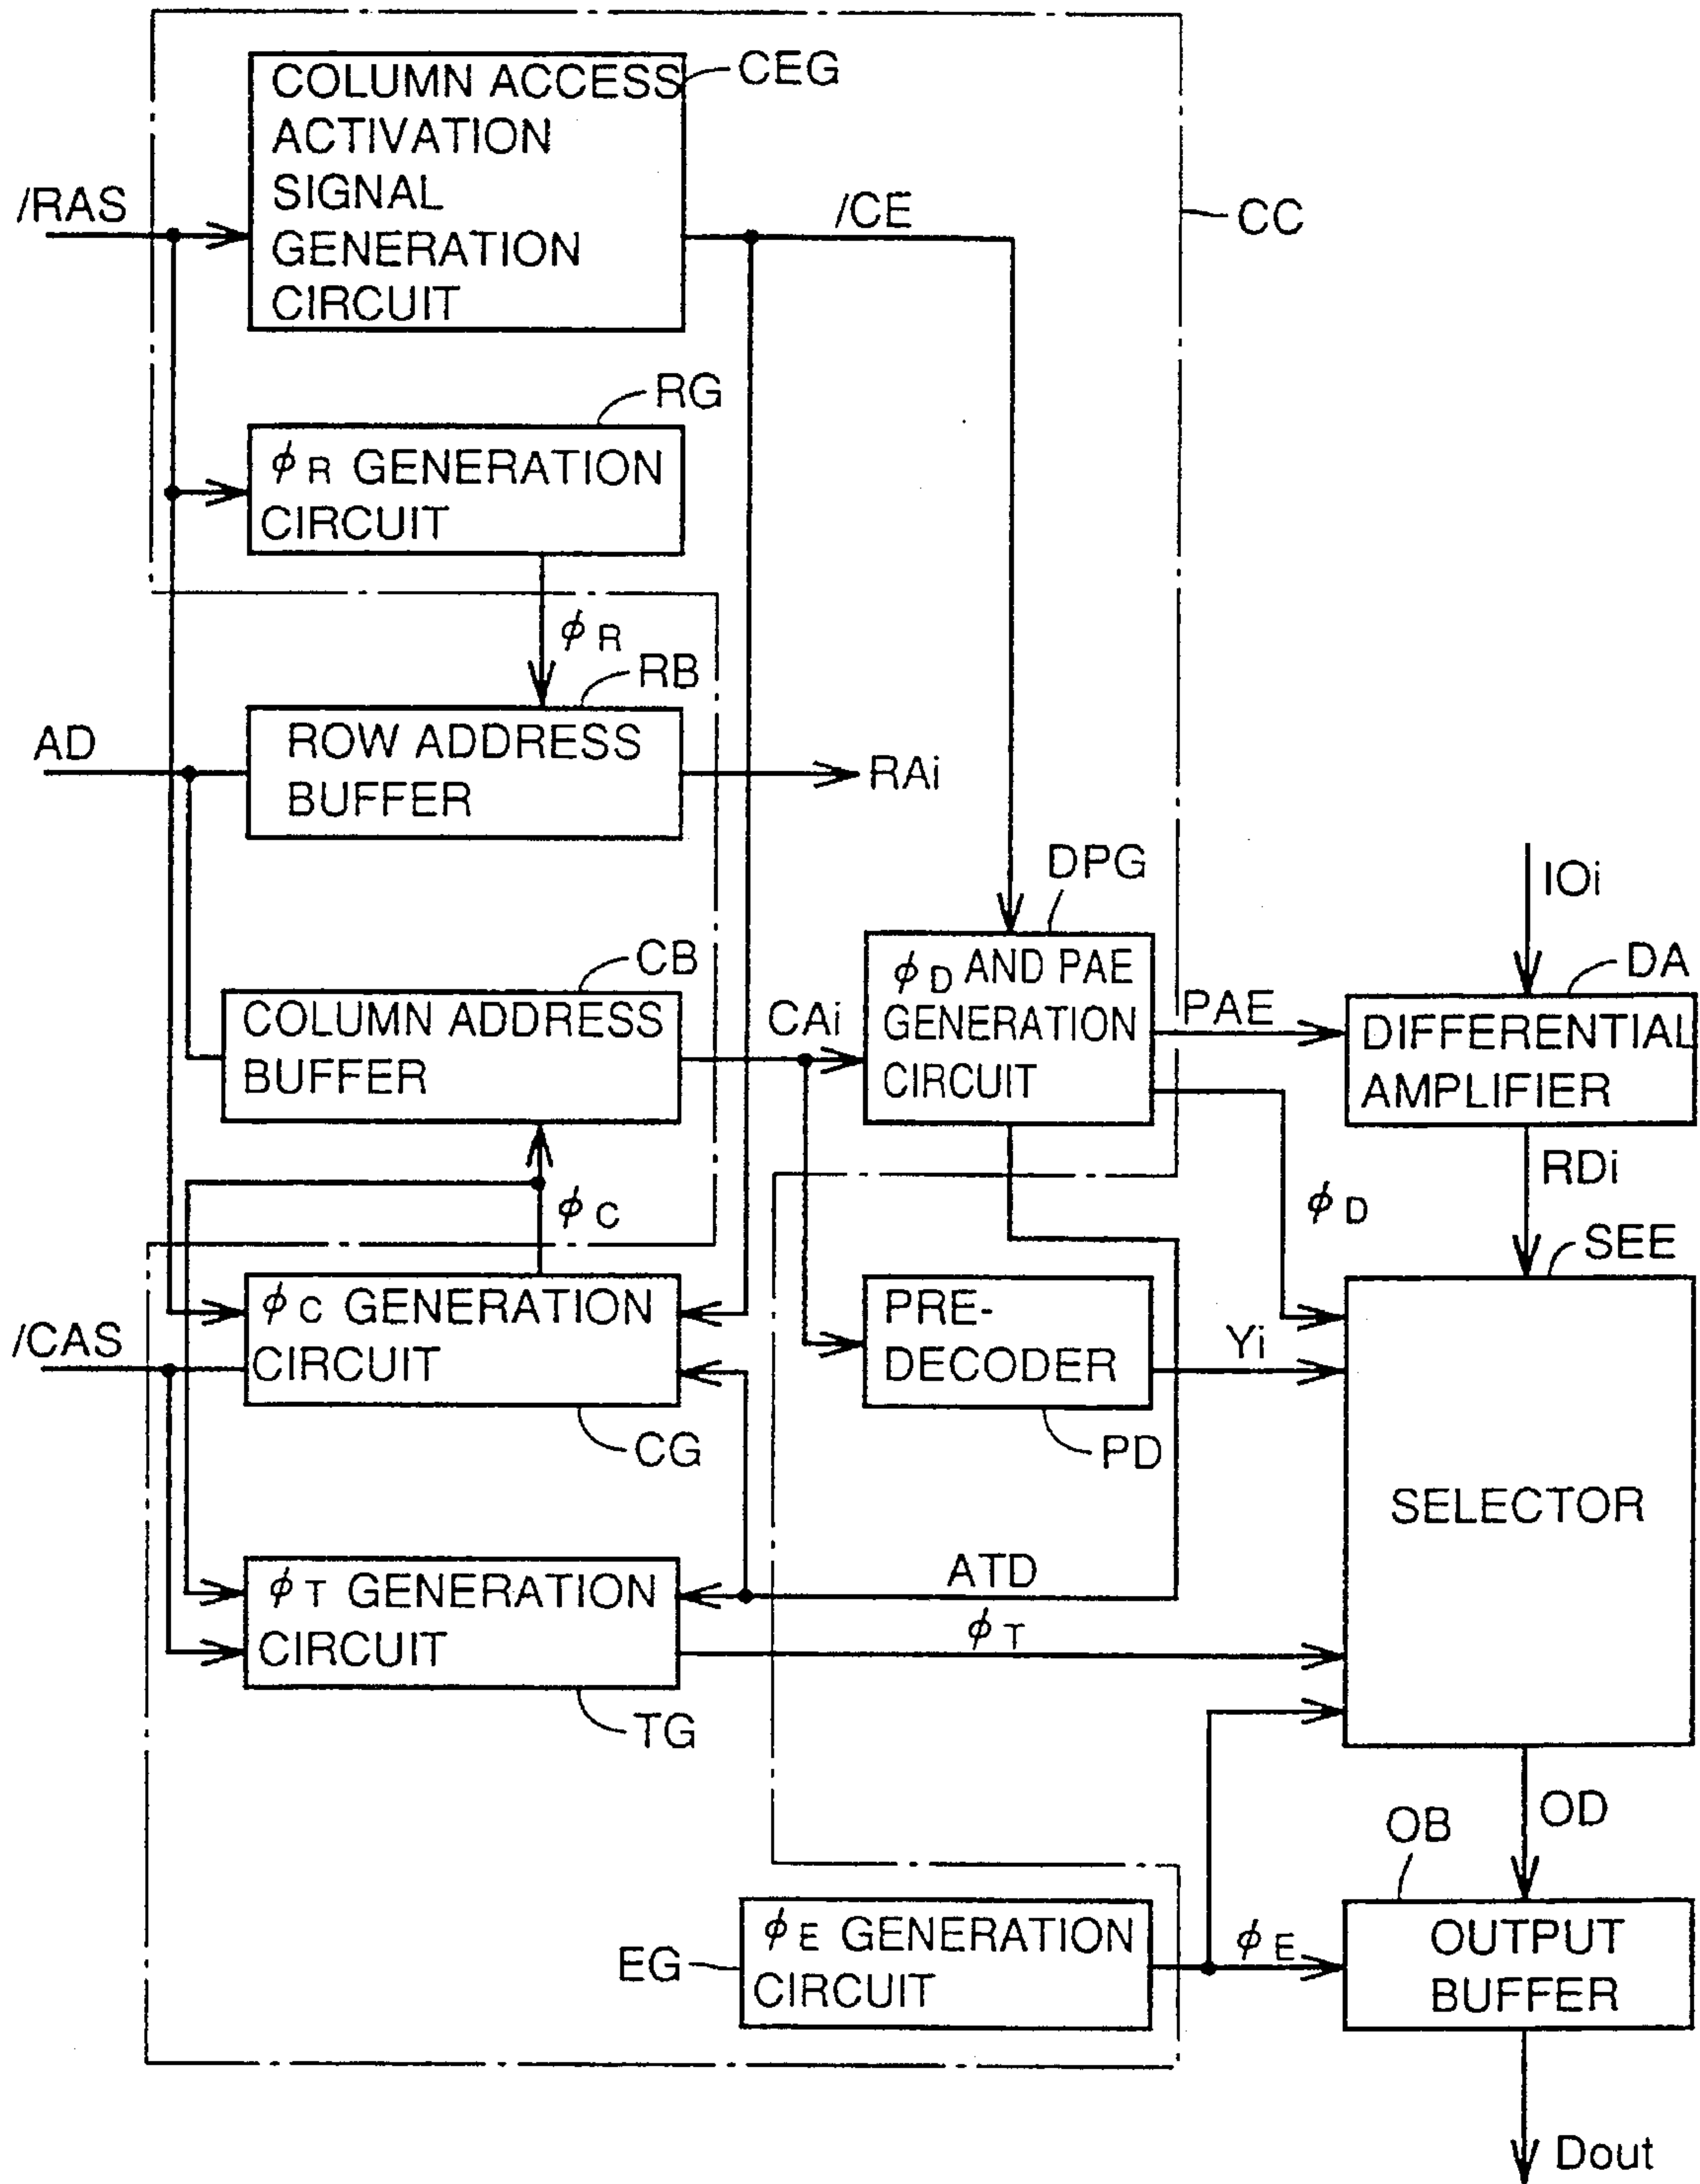 COLUMN ACCESS
ACTIVATION
SIGNAL
GENERATION
CIRCUIT
CEG
/RAS
/CE
CC
RG
ϕR GENERATION
CIRCUIT
ϕR
RB
AD
ROW ADDRESS
BUFFER
RAi
DPG
IOi
CB
COLUMN ADDRESS
BUFFER
CAi
ϕD AND PAE
GENERATION
CIRCUIT
PAE
DA
DIFFERENTIAL
AMPLIFIER
RDi
ϕC
ϕD
SEE
/CAS
ϕC GENERATION
CIRCUIT
CG
PRE-
DECODER
Yi
PD
SELECTOR
ϕT GENERATION
CIRCUIT
ATD
ϕT
TG
OD
OB
EG
ϕE GENERATION
CIRCUIT
ϕE
OUTPUT
BUFFER
Dout